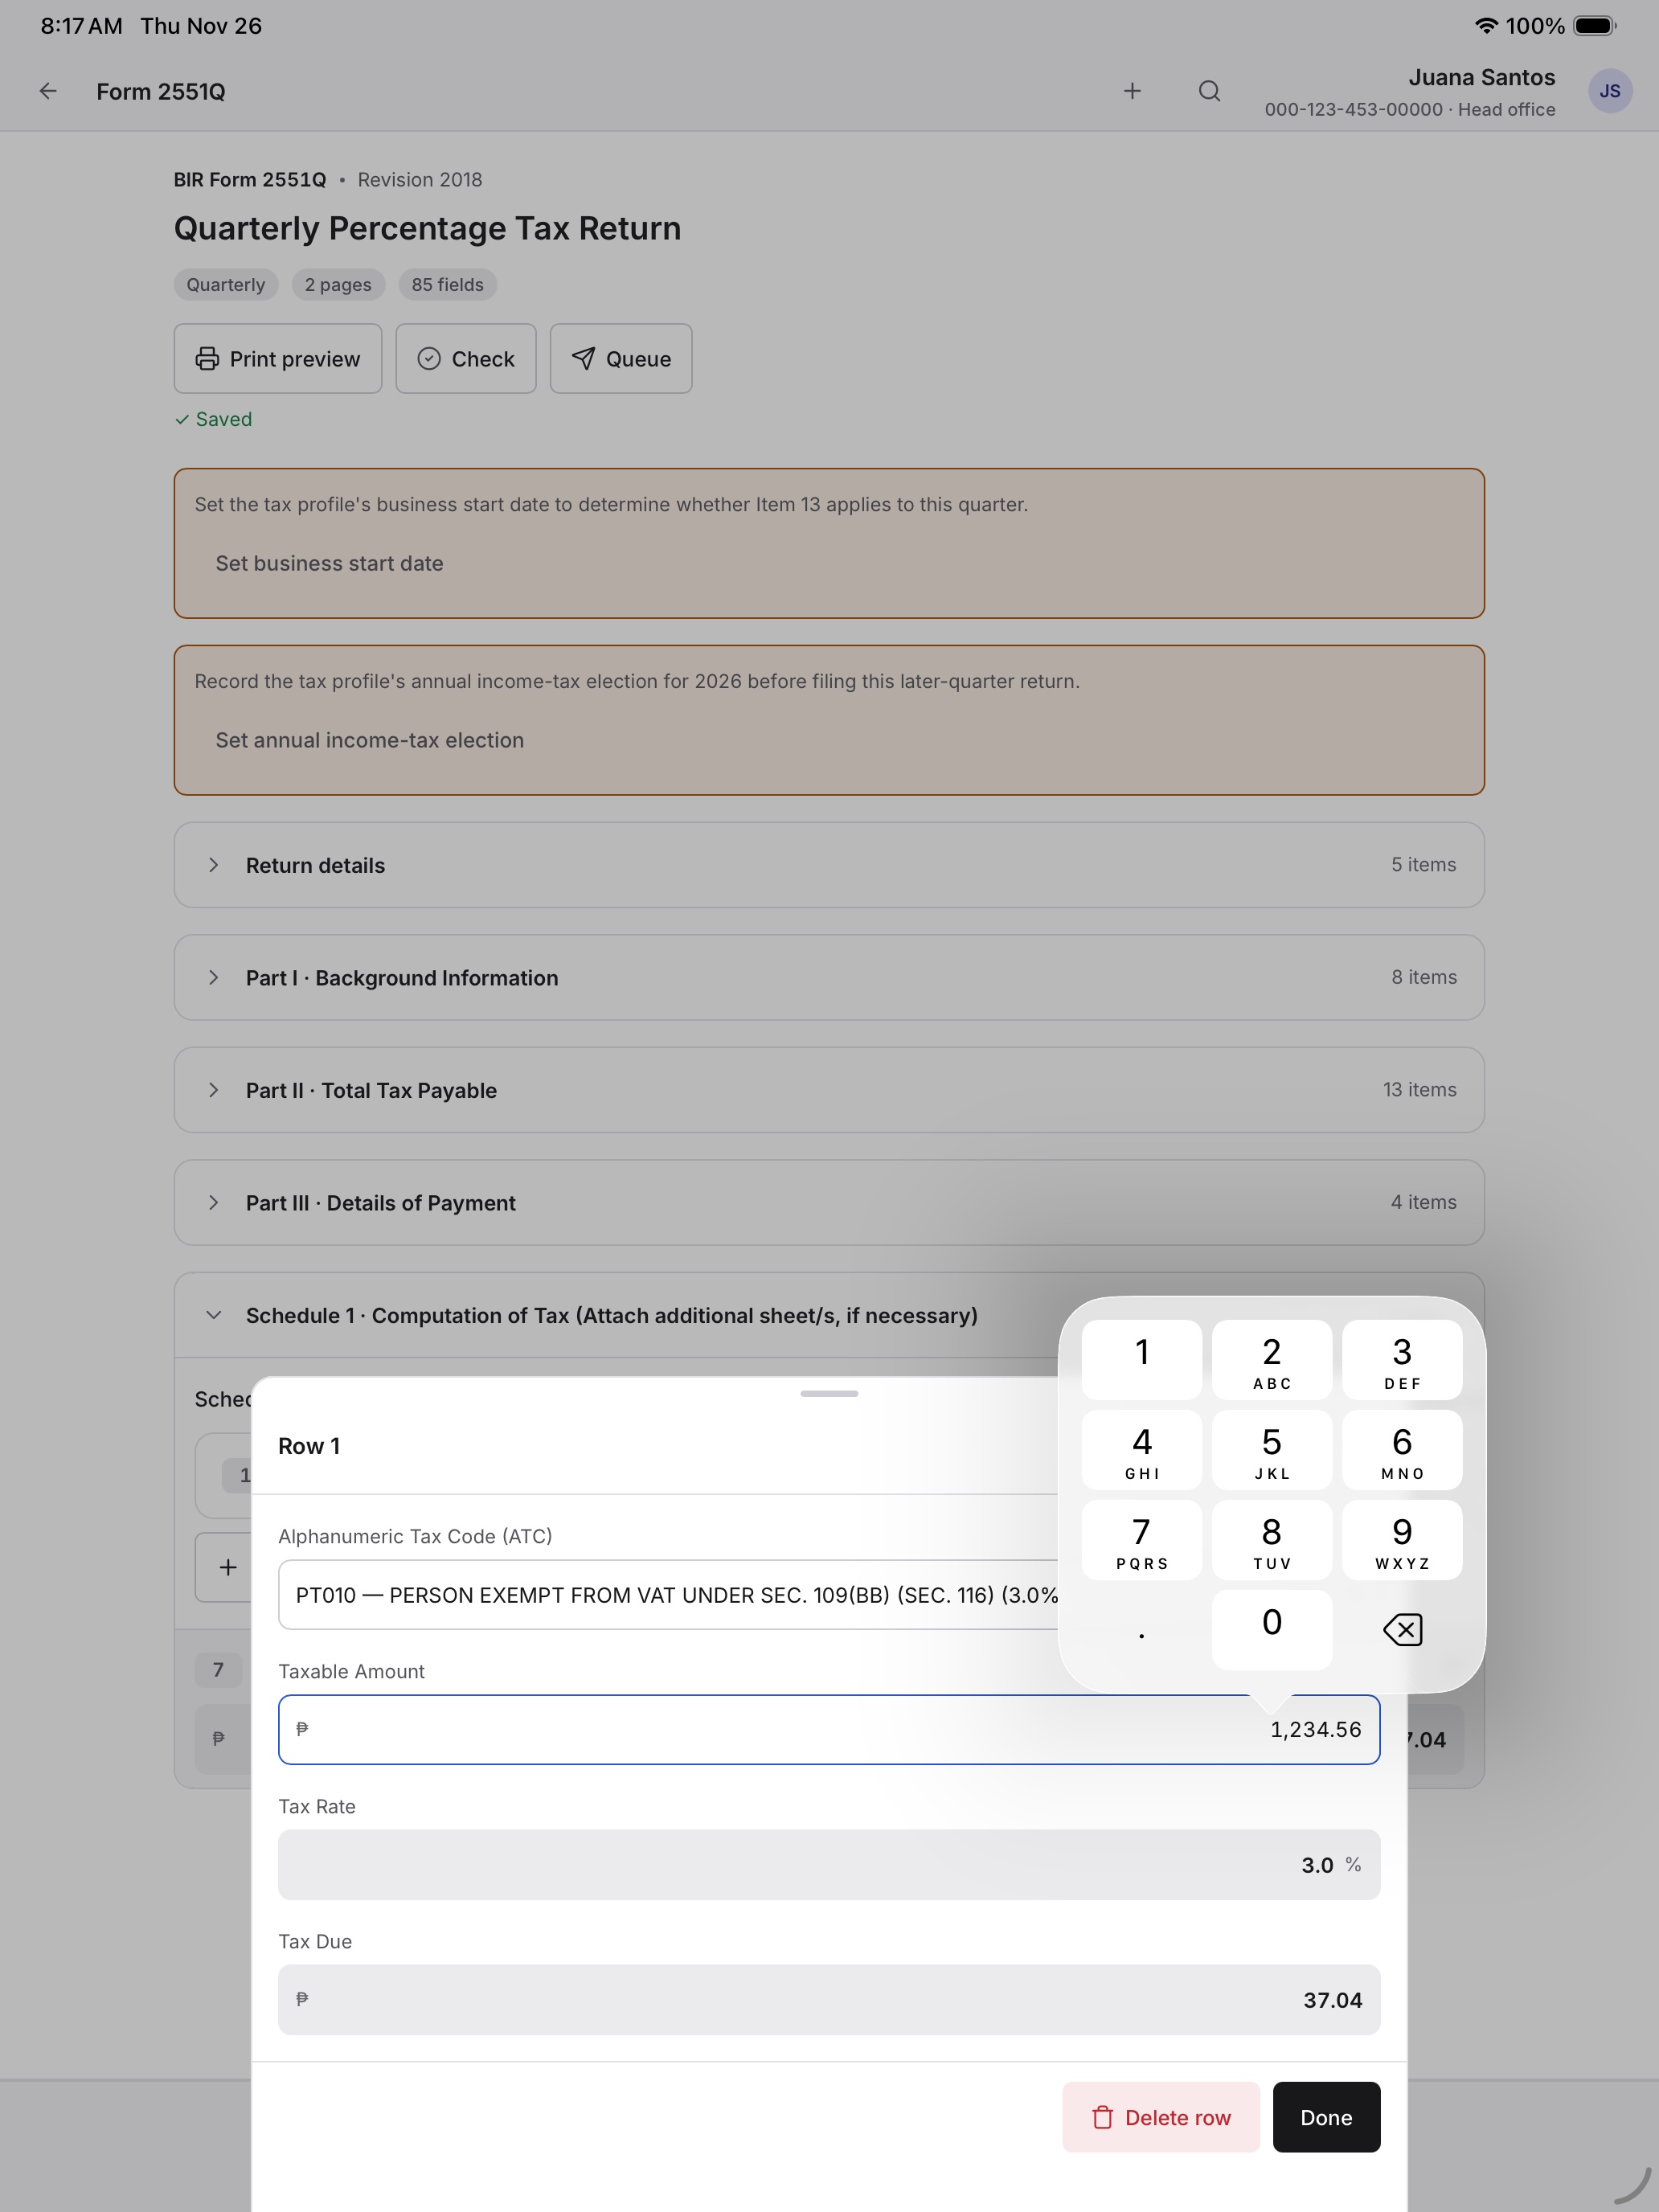 8:17 AM Thu Nov 26
100%
Form 2551Q
Juana Santos
000-123-453-00000 · Head office
JS
BIR Form 2551Q • Revision 2018
Quarterly Percentage Tax Return
Quarterly
2 pages
85 fields
Print preview
Check
Queue
Saved
Set the tax profile's business start date to determine whether Item 13 applies to this quarter.
Set business start date
Record the tax profile's annual income-tax election for 2026 before filing this later-quarter return.
Set annual income-tax election
Return details
5 items
Part I · Background Information
8 items
Part II · Total Tax Payable
13 items
Part III · Details of Payment
4 items
Schedule 1 · Computation of Tax (Attach additional sheet/s, if necessary)
1
7
₱
7.04
Row 1
Alphanumeric Tax Code (ATC)
PT010 — PERSON EXEMPT FROM VAT UNDER SEC. 109(BB) (SEC. 116) (3.0%
Taxable Amount
₱ 1,234.56
Tax Rate
3.0 %
Tax Due
₱ 37.04
Delete row
Done
1
2 ABC
3 DEF
4 GHI
5 JKL
6 MNO
7 PQRS
8 TUV
9 WXYZ
. 0